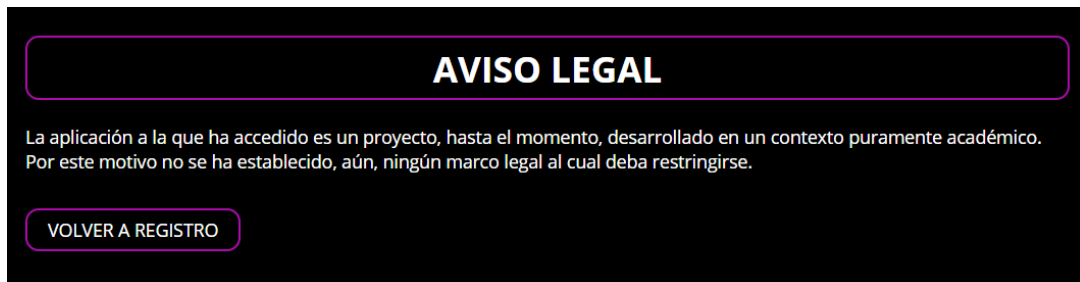 AVISO LEGAL
La aplicación a la que ha accedido es un proyecto, hasta el momento, desarrollado en un contexto puramente académico.
Por este motivo no se ha establecido, aún, ningún marco legal al cual deba restringirse.
VOLVER A REGISTRO